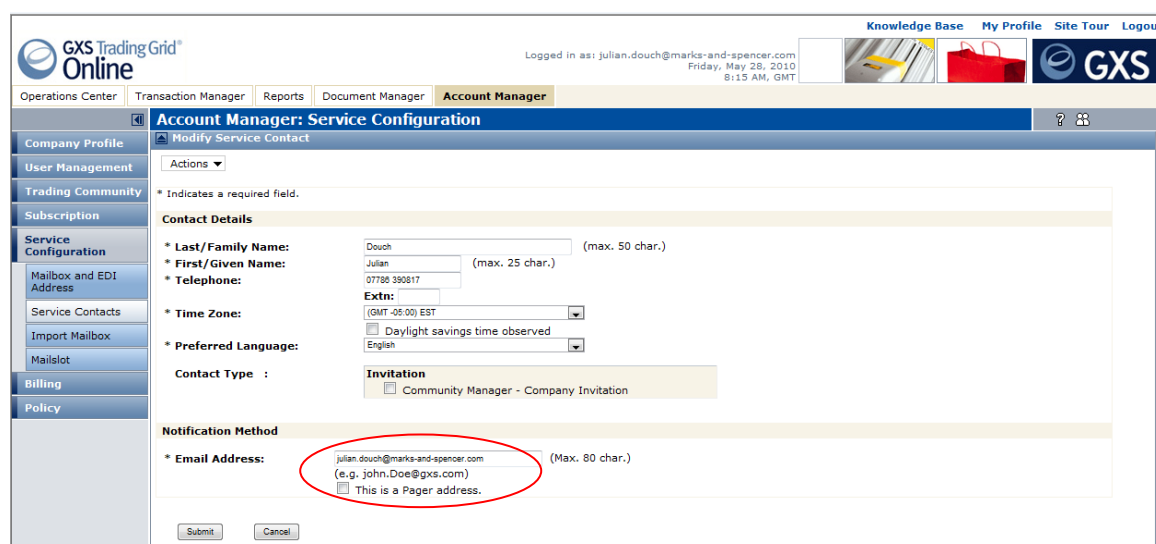 Knowledge Base My Profile Site Tour Logou
GXS Trading Grid®
Online
Logged in as: julian.douch@marks-and-spencer.com
Friday, May 28, 2010
8:15 AM, GMT
GXS
Operations Center Transaction Manager Reports Document Manager Account Manager
Account Manager: Service Configuration
?
Modify Service Contact
Company Profile
User Management
Trading Community
Subscription
Service
Configuration
Mailbox and EDI
Address
Service Contacts
Import Mailbox
Mailslot
Billing
Policy
Actions
* Indicates a required field.
Contact Details
* Last/Family Name: Douch (max. 50 char.)
* First/Given Name: Julian (max. 25 char.)
* Telephone: 07786 390817
Extn:
* Time Zone: (GMT -05:00) EST
Daylight savings time observed
* Preferred Language: English
Contact Type : Invitation
Community Manager - Company Invitation
Notification Method
* Email Address: julian.douch@marks-and-spencer.com (Max. 80 char.)
(e.g. john.Doe@gxs.com)
This is a Pager address.
Submit Cancel